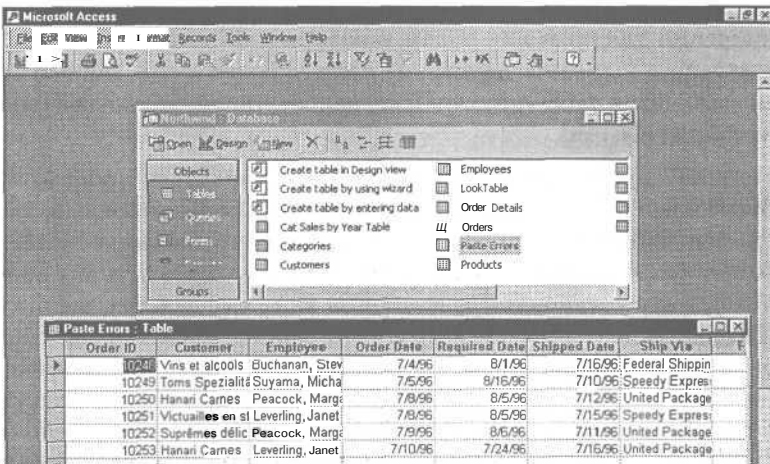 Microsoft Access
File Edit View Records Tools Window Help
Northwind : Database
Open Design New
Objects
Tables
Queries
Forms
Groups
Create table in Design view
Create table by using wizard
Create table by entering data
Cat Sales by Year Table
Categories
Customers
Employees
LookTable
Order Details
Orders
Paste Errors
Products
Paste Errors : Table
Order ID Customer Employee Order Date Required Date Shipped Date Ship Via F
10248 Vins et alcools Buchanan, Stev 7/4/96 8/1/96 7/16/96 Federal Shippin
10249 Toms Spezialitä Suyama, Micha 7/5/96 8/16/96 7/10/96 Speedy Expres
10250 Hanari Carnes Peacock, Marga 7/8/96 8/5/96 7/12/96 United Package
10251 Victuailles en st Leverling, Janet 7/8/96 8/5/96 7/15/96 Speedy Expres
10252 Suprêmes délic Peacock, Marga 7/9/96 8/6/96 7/11/96 United Package
10253 Hanari Carnes Leverling, Janet 7/10/96 7/24/96 7/16/96 United Package